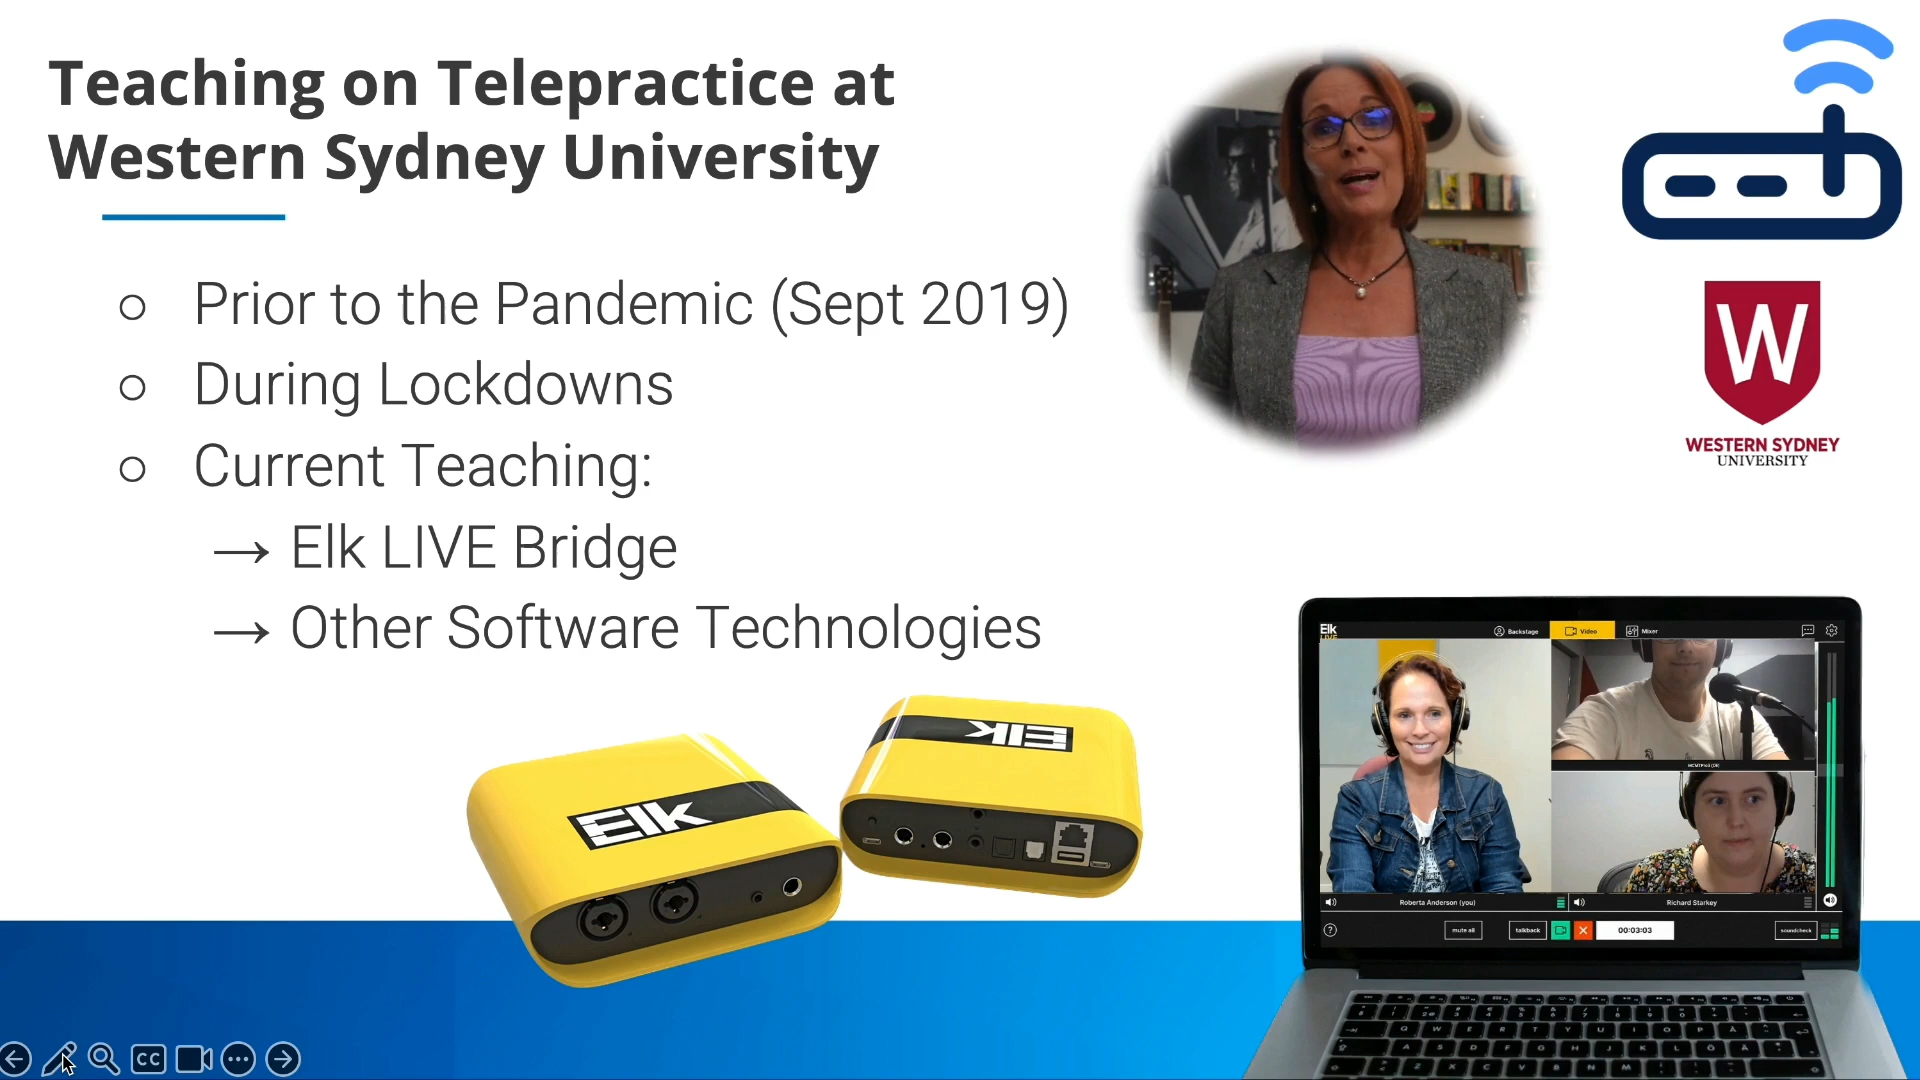 Teaching on Telepractice at
Western Sydney University
Prior to the Pandemic (Sept 2019)
During Lockdowns
Current Teaching:
→ Elk LIVE Bridge
→ Other Software Technologies
WESTERN SYDNEY
UNIVERSITY
W
Elk
Elk
Elk
LIVE
Backstage
Video
Mixer
Roberta Anderson (you)
Richard Starkey
mute all
talkback
00:03:03
soundcheck
CC